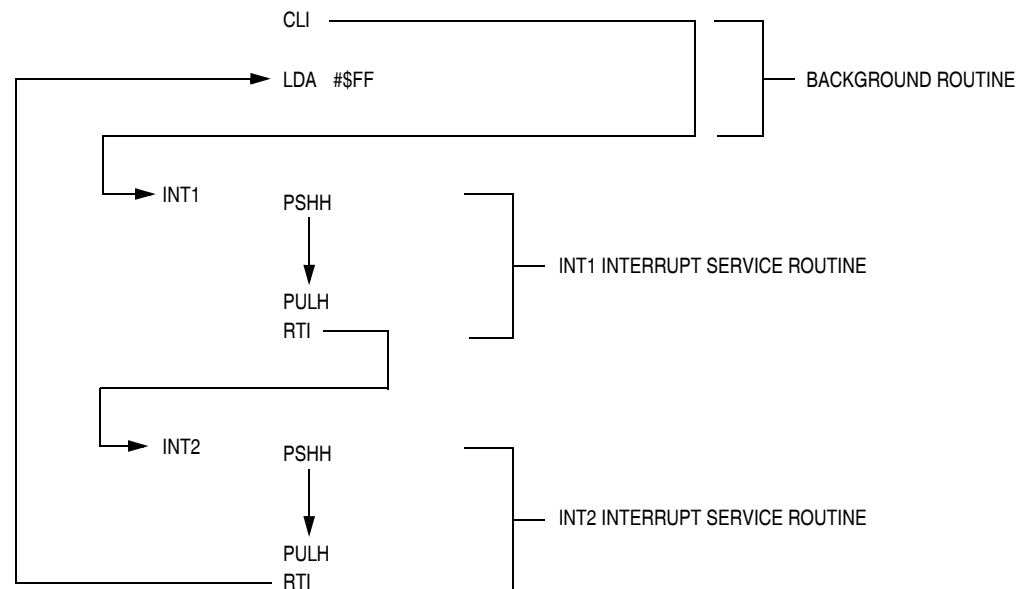 CLI
LDA #$FF
BACKGROUND ROUTINE
INT1
PSHH
INT1 INTERRUPT SERVICE ROUTINE
PULH
RTI
INT2
PSHH
INT2 INTERRUPT SERVICE ROUTINE
PULH
RTI